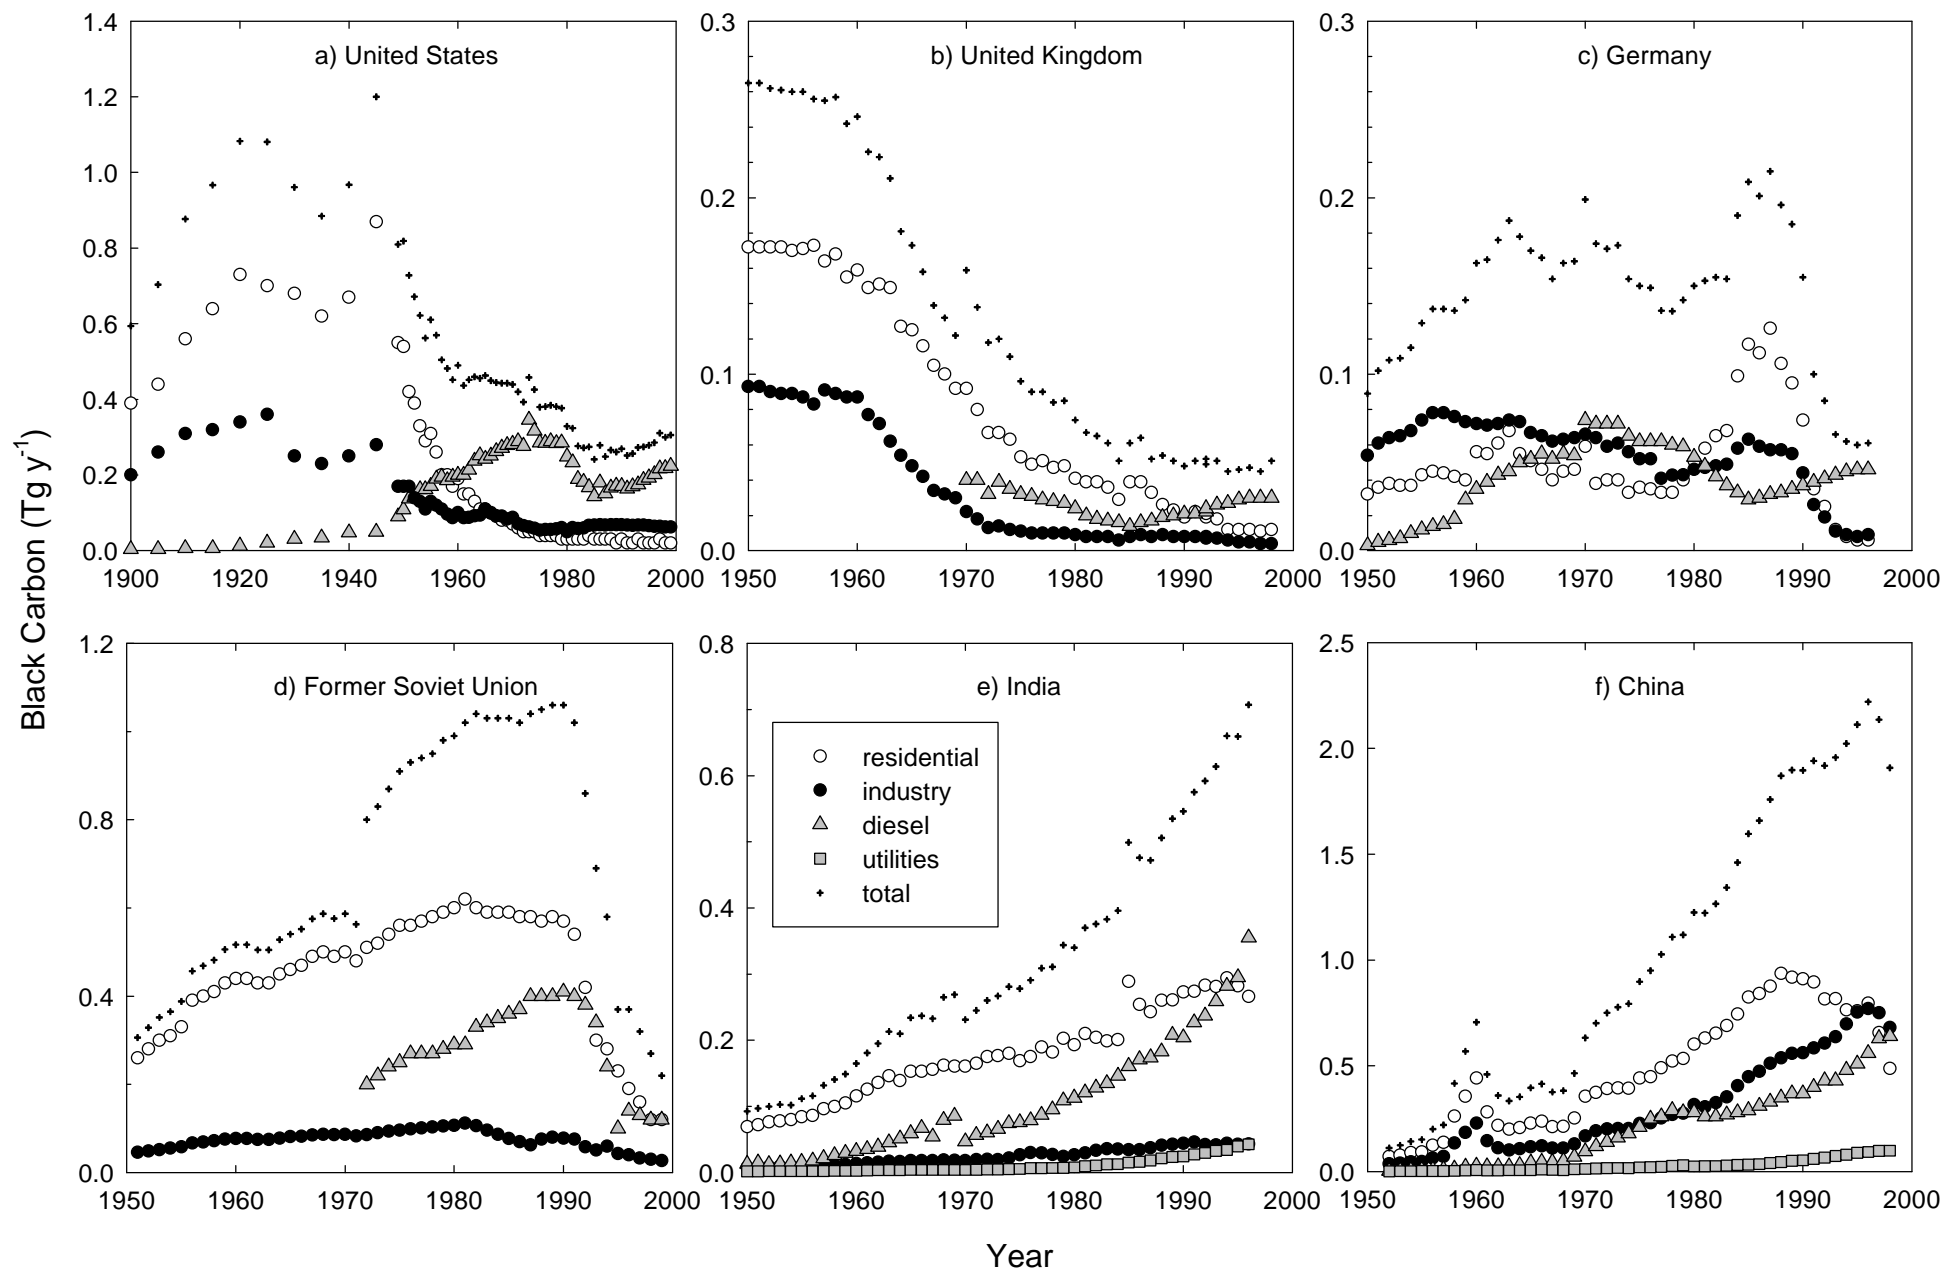 a) United States
1.4
1.2
1.0
0.8
0.6
0.4
0.2
0.0
1900 1920 1940 1960 1980 2000
b) United Kingdom
0.3
0.2
0.1
0.0
1950 1960 1970 1980 1990 2000
c) Germany
0.3
0.2
0.1
0.0
1950 1960 1970 1980 1990 2000
Black Carbon (Tg y-1)
d) Former Soviet Union
1.2
0.8
0.4
0.0
1950 1960 1970 1980 1990 2000
e) India
0.8
0.6
0.4
0.2
0.0
residential
industry
diesel
utilities
total
1950 1960 1970 1980 1990 2000
f) China
2.5
2.0
1.5
1.0
0.5
0.0
1950 1960 1970 1980 1990 2000
Year